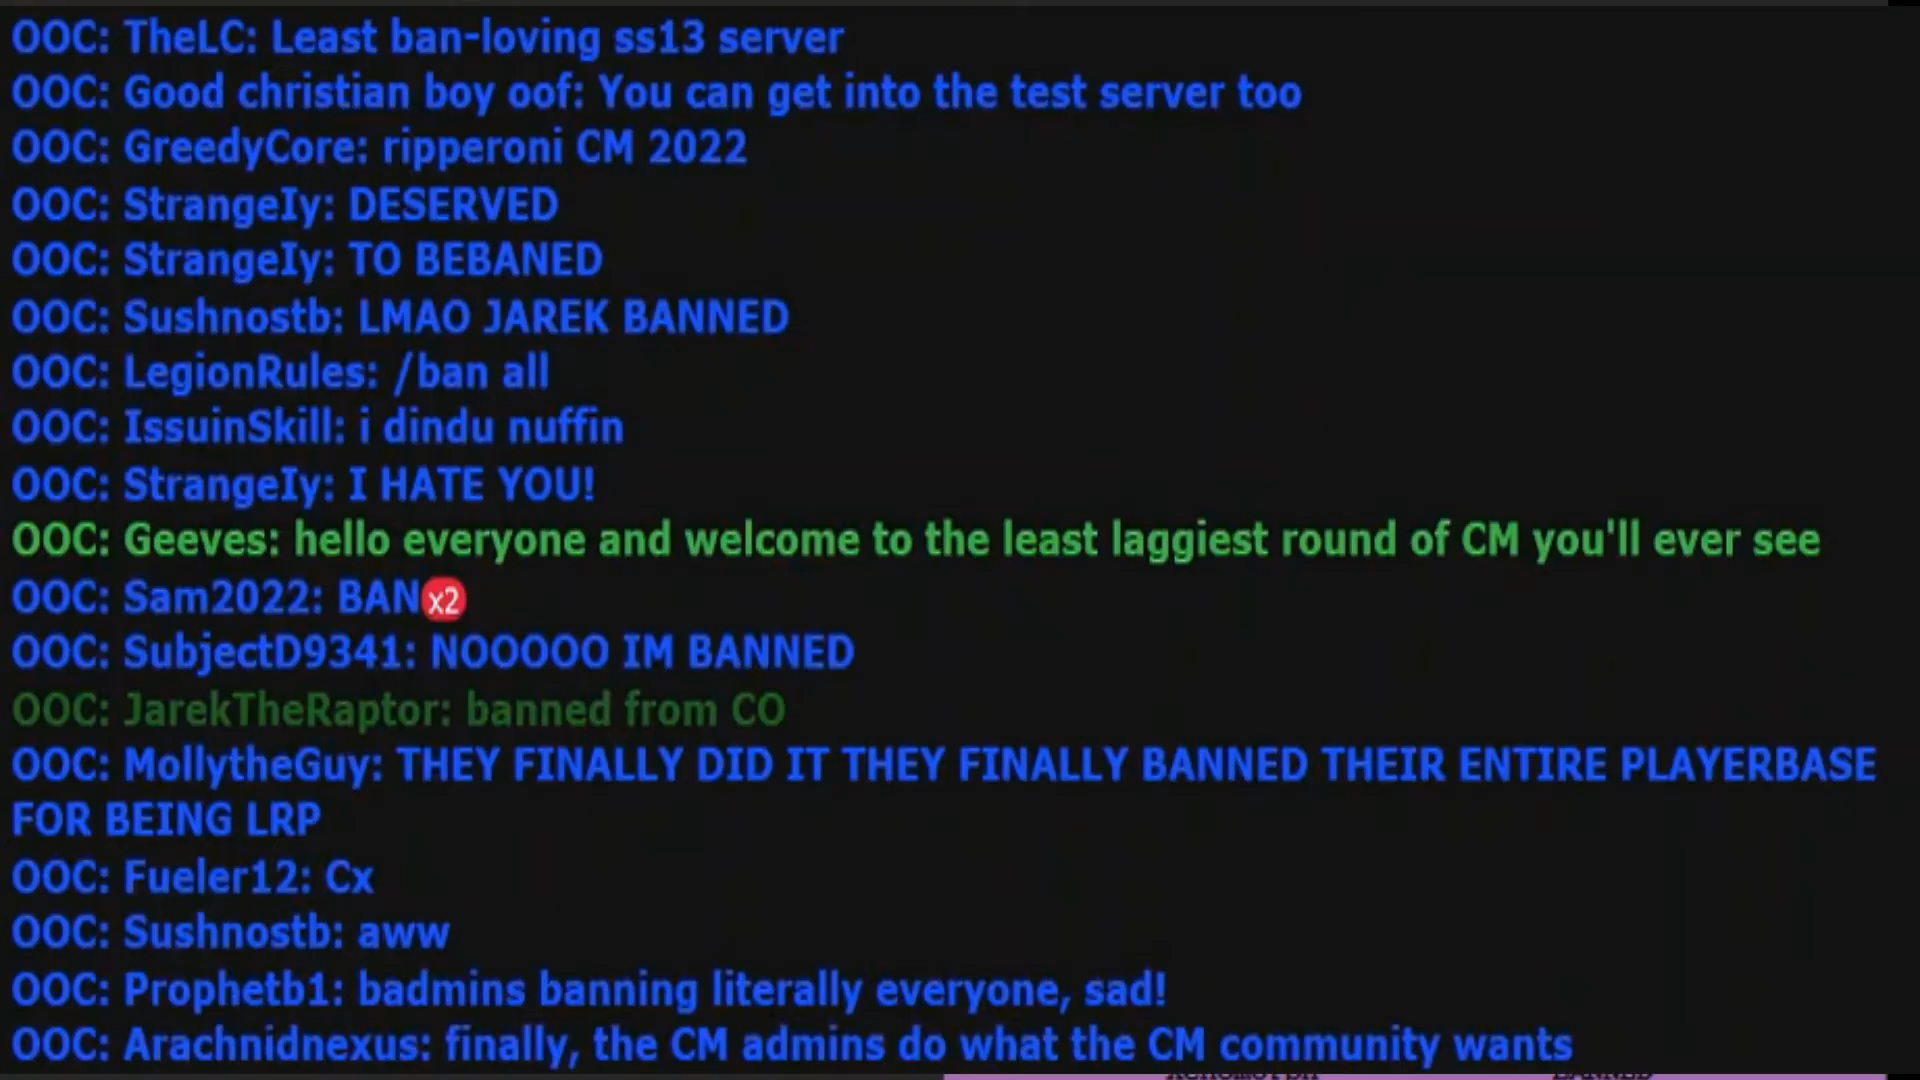 OOC: TheLC: Least ban-loving ss13 server
OOC: Good christian boy oof: You can get into the test server too
OOC: GreedyCore: ripperoni CM 2022
OOC: StrangeIy: DESERVED
OOC: StrangeIy: TO BEBANED
OOC: Sushnostb: LMAO JAREK BANNED
OOC: LegionRules: /ban all
OOC: IssuinSkill: i dindu nuffin
OOC: StrangeIy: I HATE YOU!
OOC: Geeves: hello everyone and welcome to the least laggiest round of CM you'll ever see
OOC: Sam2022: BAN x2
OOC: SubjectD9341: NOOOOO IM BANNED
OOC: JarekTheRaptor: banned from CO
OOC: MollytheGuy: THEY FINALLY DID IT THEY FINALLY BANNED THEIR ENTIRE PLAYERBASE
FOR BEING LRP
OOC: Fueler12: Cx
OOC: Sushnostb: aww
OOC: Prophetb1: badmins banning literally everyone, sad!
OOC: Arachnidnexus: finally, the CM admins do what the CM community wants